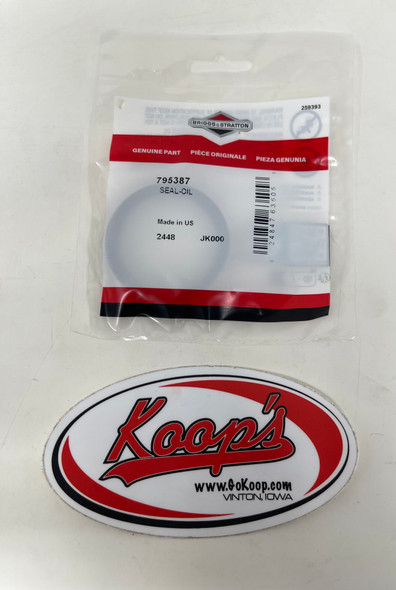 BRIGGS & STRATTON
259393
GENUINE PART PIÈCE ORIGINALE PIEZA GENUINA
795387
SEAL-OIL
Made in US
2448 JK000
Koop's
www.GoKoop.com
VINTON, IOWA